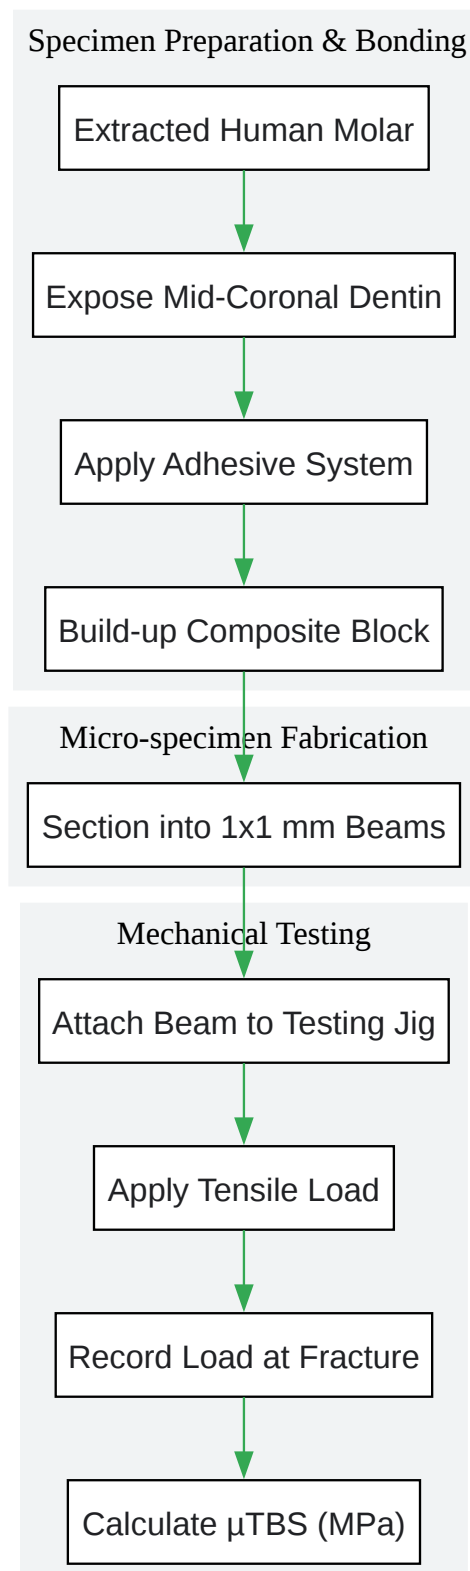 Specimen Preparation & Bonding
Extracted Human Molar
Expose Mid-Coronal Dentin
Apply Adhesive System
Build-up Composite Block
Micro-specimen Fabrication
Section into 1x1 mm Beams
Mechanical Testing
Attach Beam to Testing Jig
Apply Tensile Load
Record Load at Fracture
Calculate µTBS (MPa)